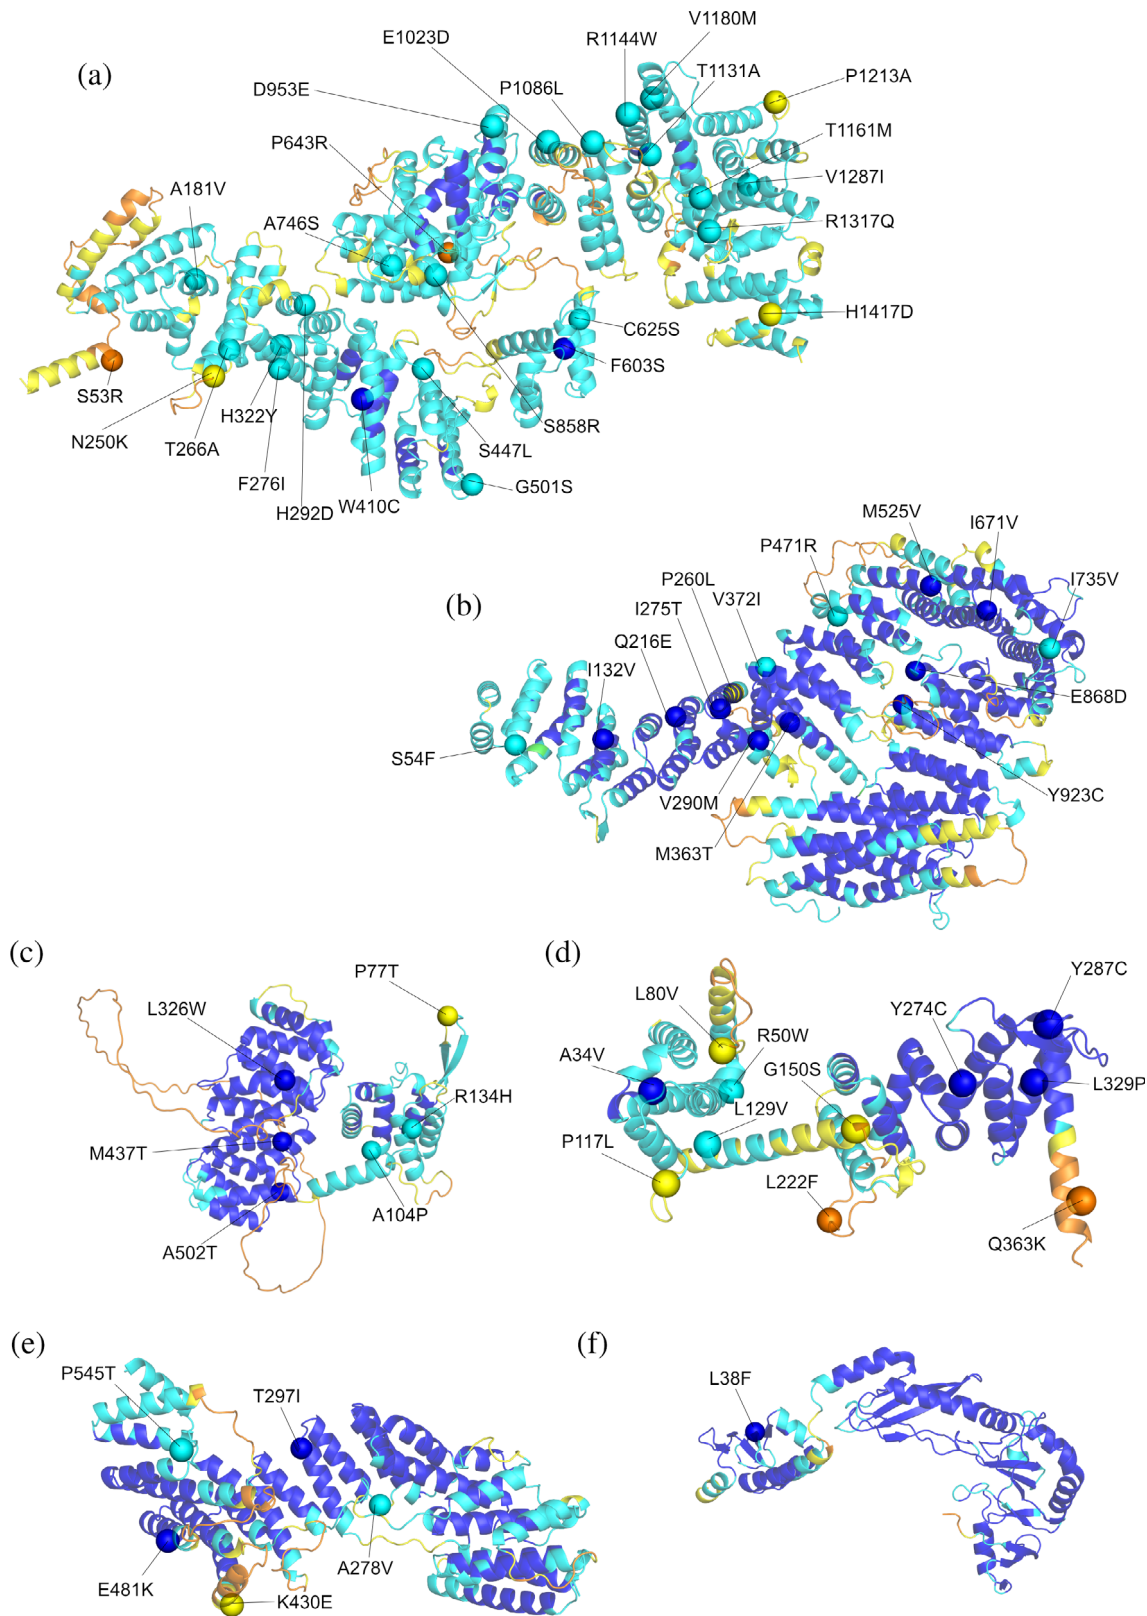 (a)
V1180M
E1023D
R1144W
T1131A
P1213A
D953E
P1086L
P643R
T1161M
V1287I
A181V
A746S
R1317Q
C625S
H1417D
F603S
S53R
N250K
H322Y
T266A
S447L
S858R
F276I
G501S
H292D
W410C
(b)
M525V
I671V
P471R
P260L
V372I
I735V
I275T
Q216E
I132V
E868D
S54F
V290M
Y923C
M363T
(c)
P77T
L326W
R134H
M437T
A104P
A502T
(d)
Y287C
L80V
Y274C
R50W
A34V
G150S
L329P
L129V
P117L
L222F
Q363K
(e)
P545T
T297I
A278V
E481K
K430E
(f)
L38F